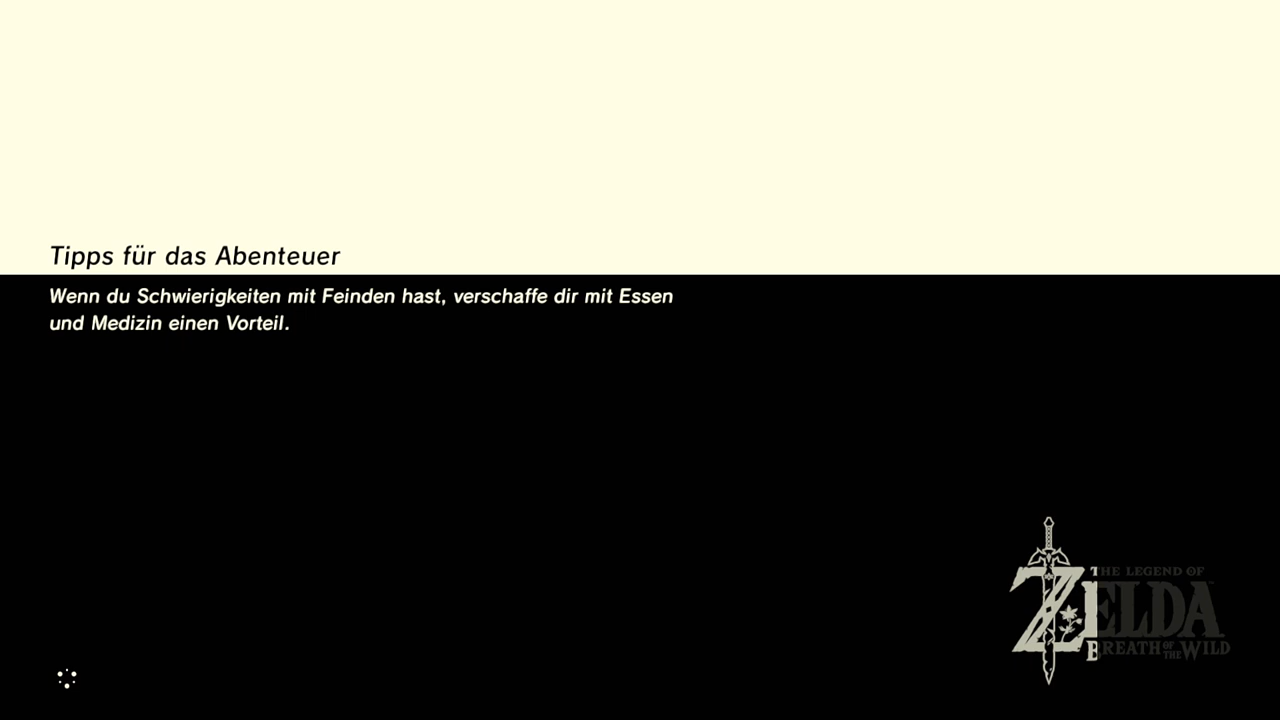 Tipps für das Abenteuer
Wenn du Schwierigkeiten mit Feinden hast, verschaffe dir mit Essen
und Medizin einen Vorteil.
THE LEGEND OF
ZELDA
BREATH OF THE WILD